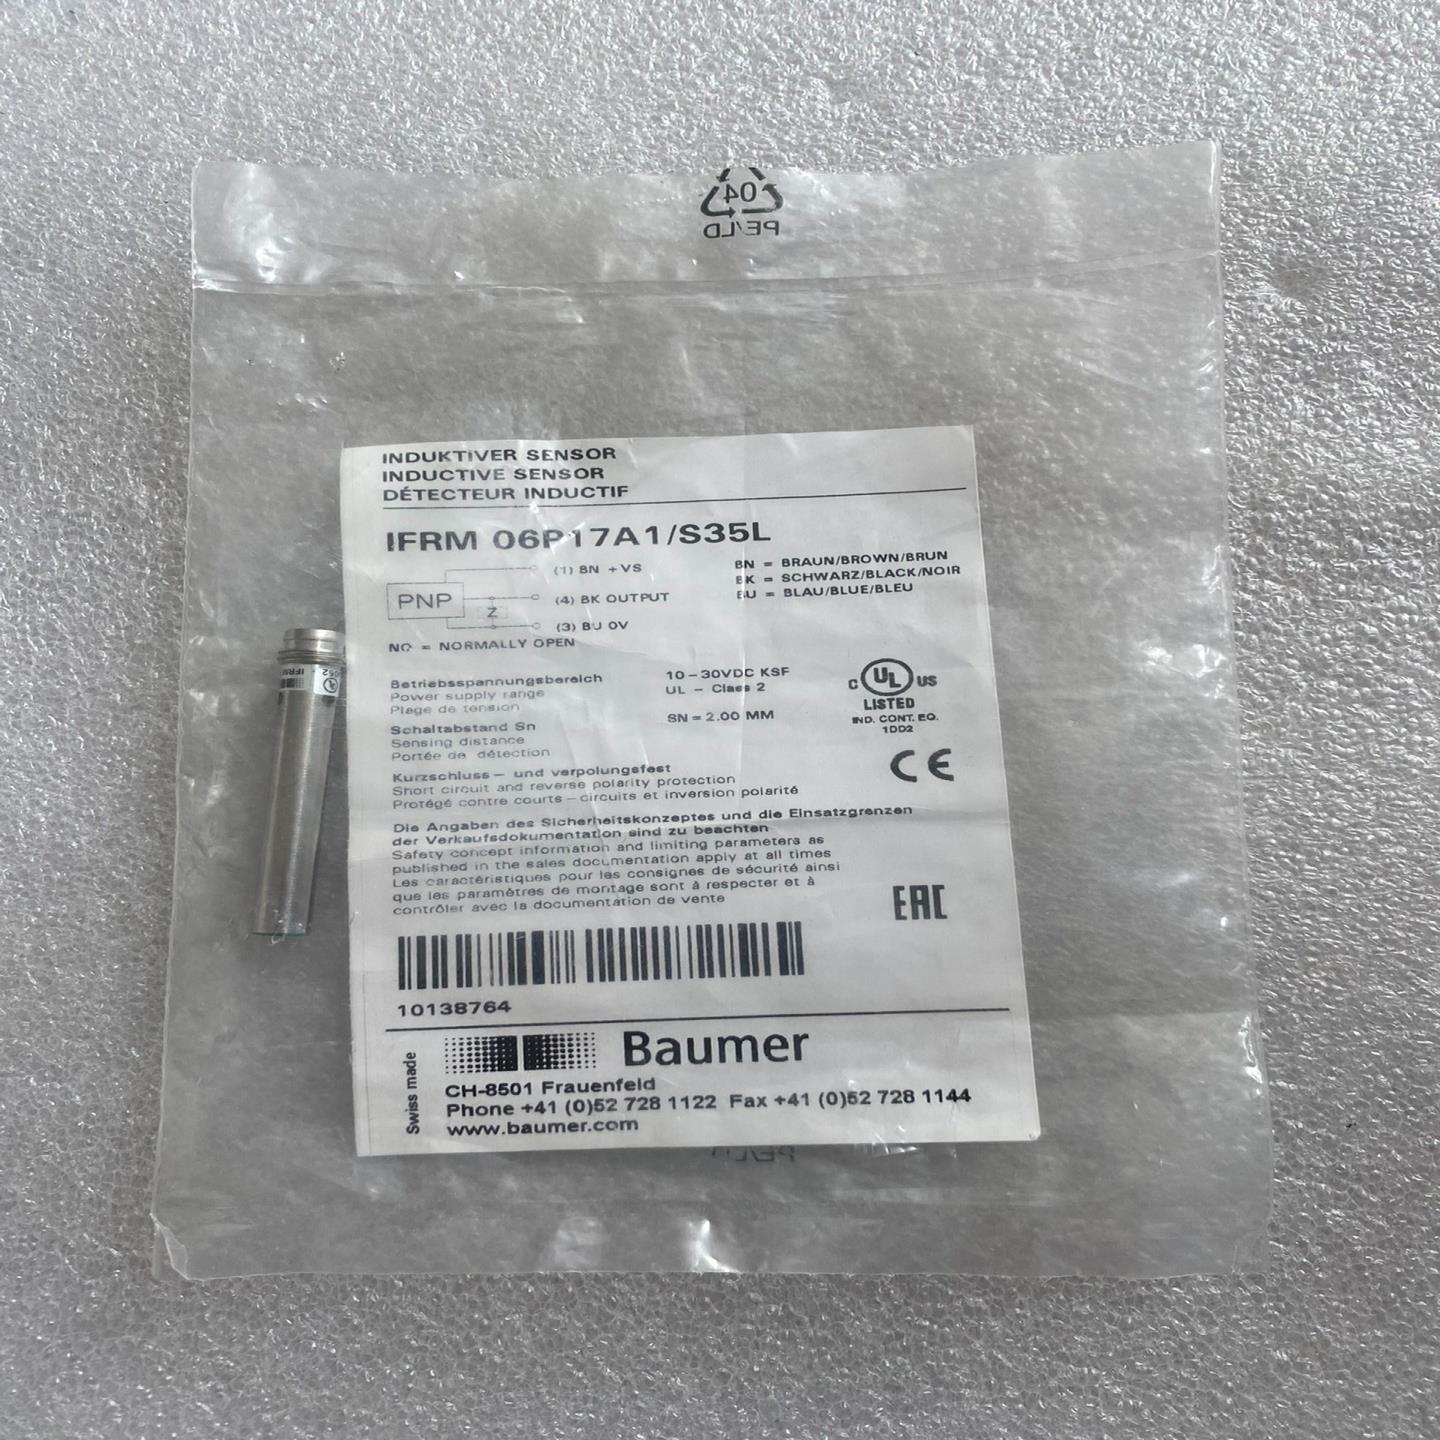 04
PE/LD
INDUKTIVER SENSOR
INDUCTIVE SENSOR
DÉTECTEUR INDUCTIF
IFRM 06P17A1/S35L
PNP
Z
(1) BN +VS
(4) BK OUTPUT
(3) BU 0V
BN = BRAUN/BROWN/BRUN
BK = SCHWARZ/BLACK/NOIR
BU = BLAU/BLUE/BLEU
NO = NORMALLY OPEN
Betriebsspannungsbereich
Power supply range
Plage de tension
10-30VDC KSF
UL - Class 2
Schaltabstand Sn
Sensing distance
Portée de détection
SN=2.00 MM
C UL US
LISTED
IND. CONT. EQ.
1DD2
CE
Kurzschluss- und verpolungsfest
Short circuit and reverse polarity protection
Protégé contre courts-circuits et inversion polarité
Die Angaben des Sicherheitskonzeptes und die Einsatzgrenzen
der Verkaufsdokumentation sind zu beachten
Safety concept information and limiting parameters as
published in the sales documentation apply at all times
Les caractéristiques pour les consignes de sécurité ainsi
que les paramètres de montage sont à respecter et à
contrôler avec la documentation de vente
EAC
10138764
Swiss made
Baumer
CH-8501 Frauenfeld
Phone +41 (0)52 728 1122 Fax +41 (0)52 728 1144
www.baumer.com
PE/LD
IFRM